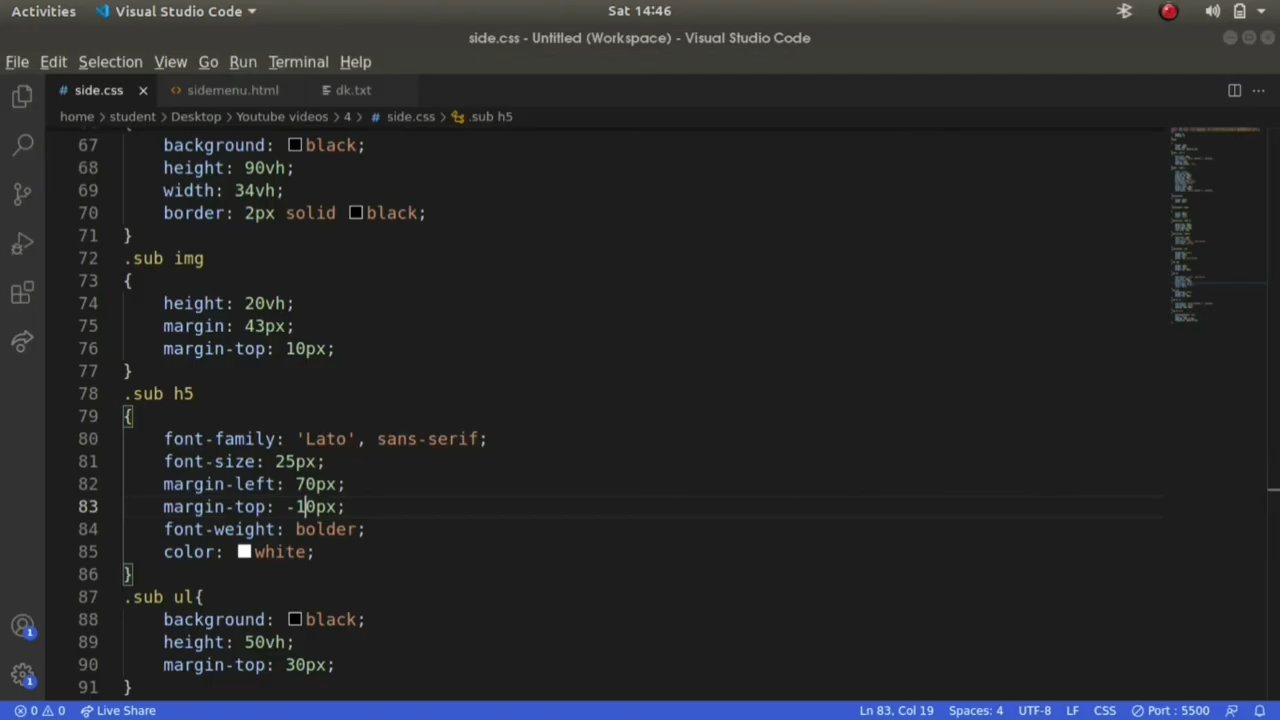 Activities Visual Studio Code Sat 14:46
side.css - Untitled (Workspace) - Visual Studio Code
File Edit Selection View Go Run Terminal Help
# side.css sidemenu.html dk.txt
home > student > Desktop > Youtube videos > 4 > # side.css > .sub h5
67 background: black;
68 height: 90vh;
69 width: 34vh;
70 border: 2px solid black;
71 }
72 .sub img
73 {
74 height: 20vh;
75 margin: 43px;
76 margin-top: 10px;
77 }
78 .sub h5
79 {
80 font-family: 'Lato', sans-serif;
81 font-size: 25px;
82 margin-left: 70px;
83 margin-top: -10px;
84 font-weight: bolder;
85 color: white;
86 }
87 .sub ul{
88 background: black;
89 height: 50vh;
90 margin-top: 30px;
91 }
1
1
0 0 Live Share Ln 83, Col 19 Spaces: 4 UTF-8 LF CSS Port : 5500